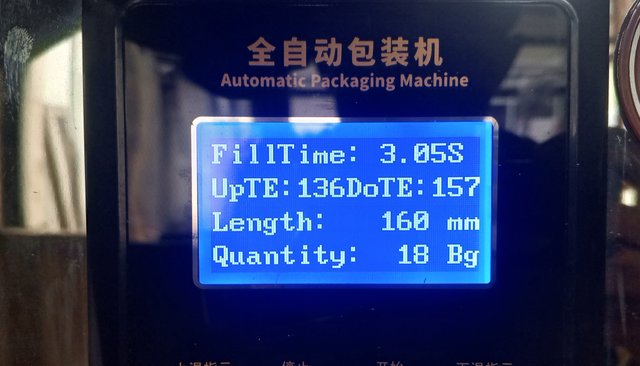 全自动包装机
Automatic Packaging Machine
FillTime: 3.05S
UpTE:136DoTE:157
Length: 160 mm
Quantity: 18 Bg